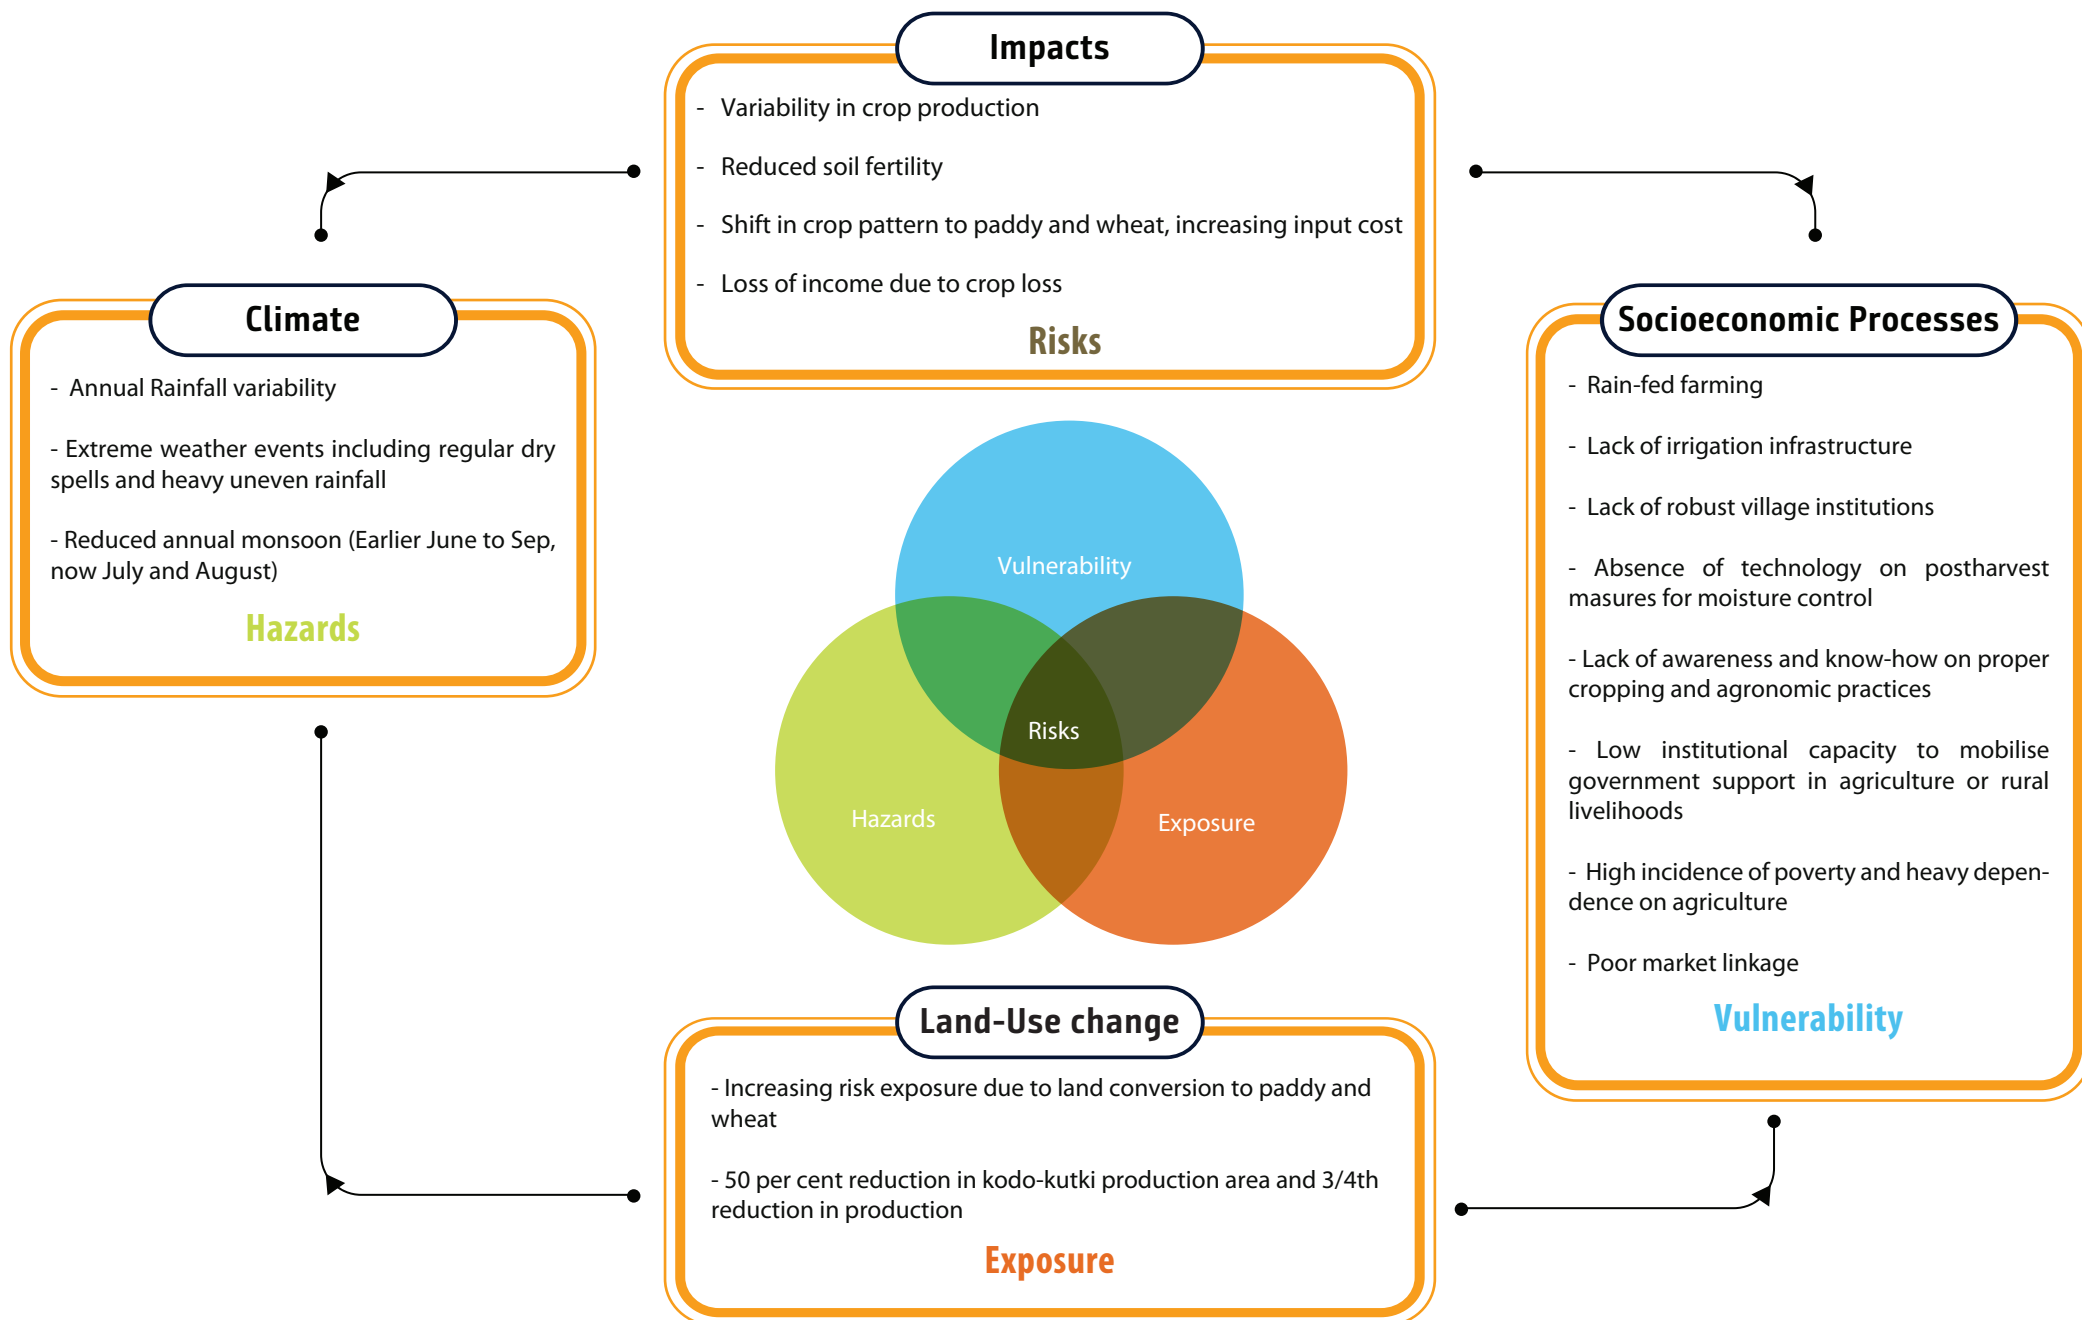 Impacts
- Variability in crop production
- Reduced soil fertility
- Shift in crop pattern to paddy and wheat, increasing input cost
- Loss of income due to crop loss
Risks
Climate
- Annual Rainfall variability
- Extreme weather events including regular dry
spells and heavy uneven rainfall
- Reduced annual monsoon (Earlier June to Sep,
now July and August)
Hazards
Vulnerability
Risks
Hazards
Exposure
Socioeconomic Processes
- Rain-fed farming
- Lack of irrigation infrastructure
- Lack of robust village institutions
- Absence of technology on postharvest
masures for moisture control
- Lack of awareness and know-how on proper
cropping and agronomic practices
- Low institutional capacity to mobilise
government support in agriculture or rural
livelihoods
- High incidence of poverty and heavy depen-
dence on agriculture
- Poor market linkage
Vulnerability
Land-Use change
- Increasing risk exposure due to land conversion to paddy and
wheat
- 50 per cent reduction in kodo-kutki production area and 3/4th
reduction in production
Exposure